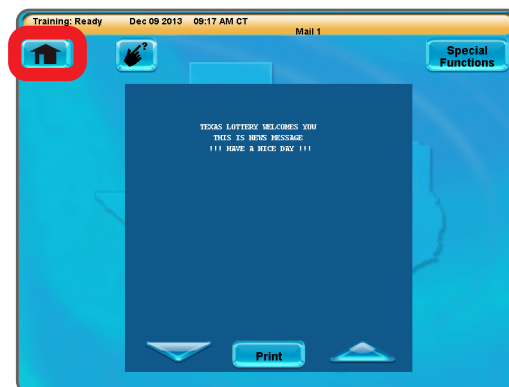 Training: Ready Dec 09 2013 09:17 AM CT
Mail 1
?
Special
Functions
TEXAS LOTTERY WELCOMES YOU
THIS IS NEWS MESSAGE
!!! HAVE A NICE DAY !!!
Print